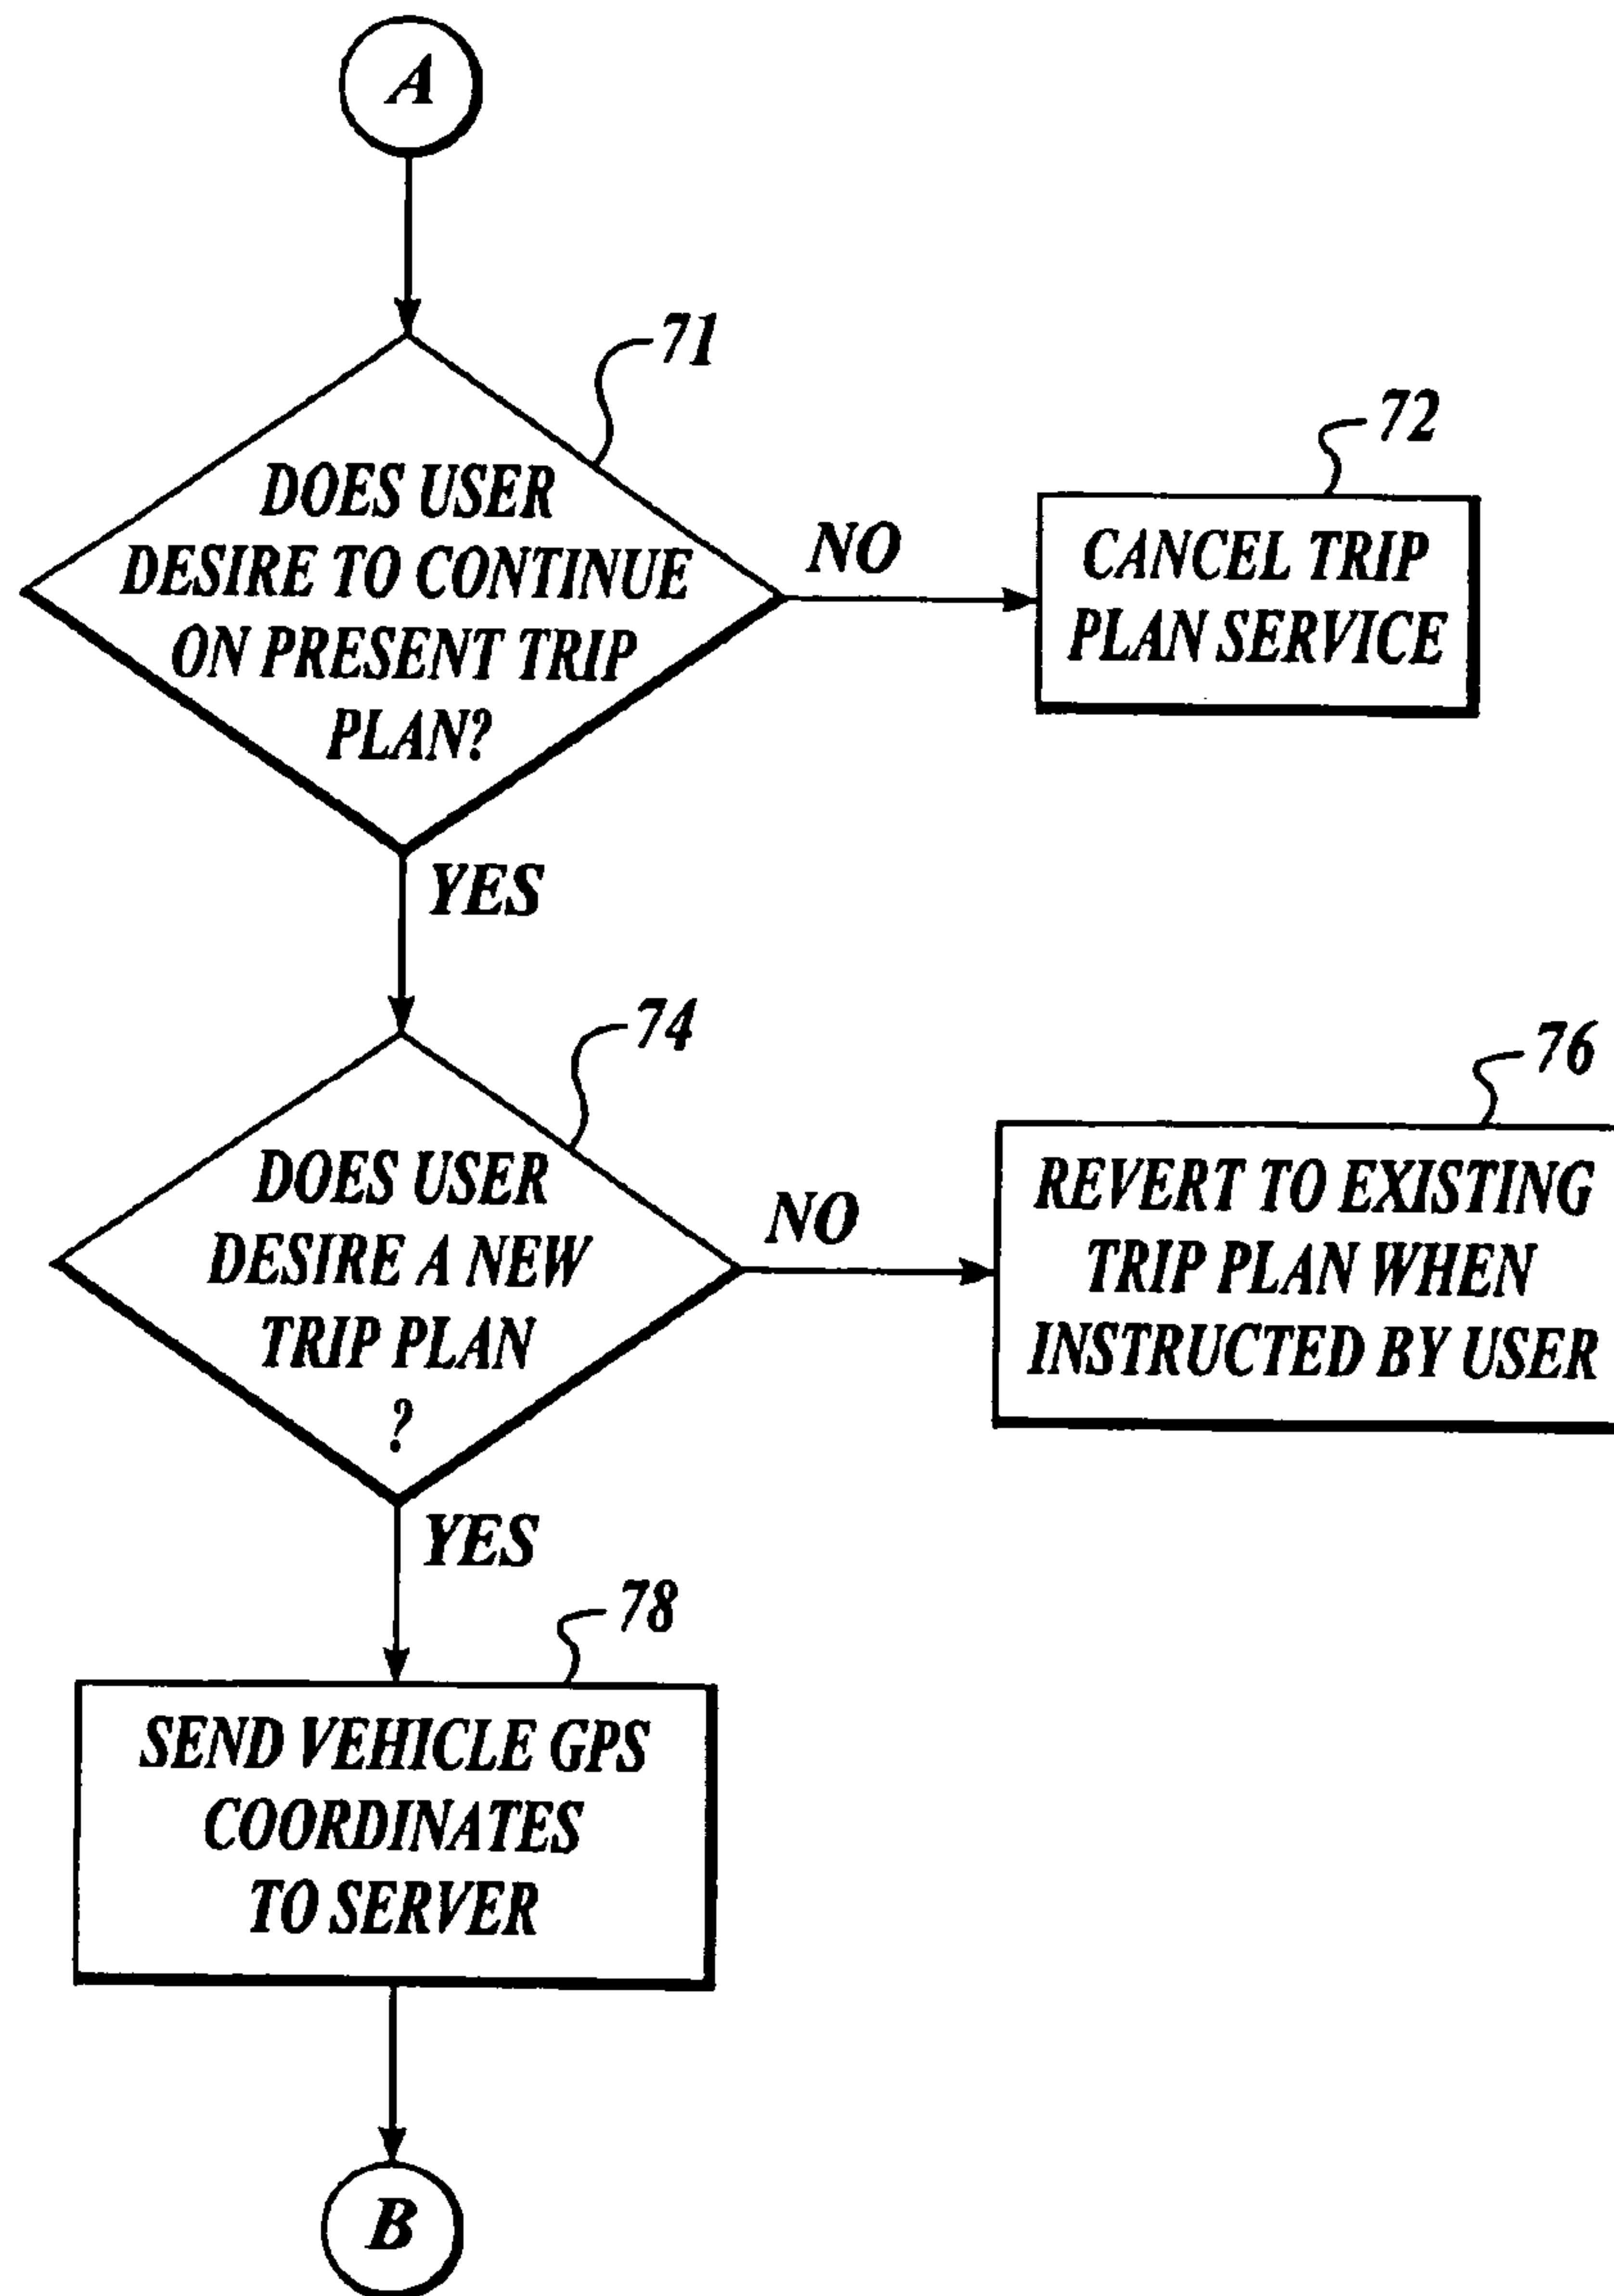 A
71
DOES USER
DESIRE TO CONTINUE
ON PRESENT TRIP
PLAN?
NO
72
CANCEL TRIP
PLAN SERVICE
YES
74
DOES USER
DESIRE A NEW
TRIP PLAN
?
NO
76
REVERT TO EXISTING
TRIP PLAN WHEN
INSTRUCTED BY USER
YES
78
SEND VEHICLE GPS
COORDINATES
TO SERVER
B